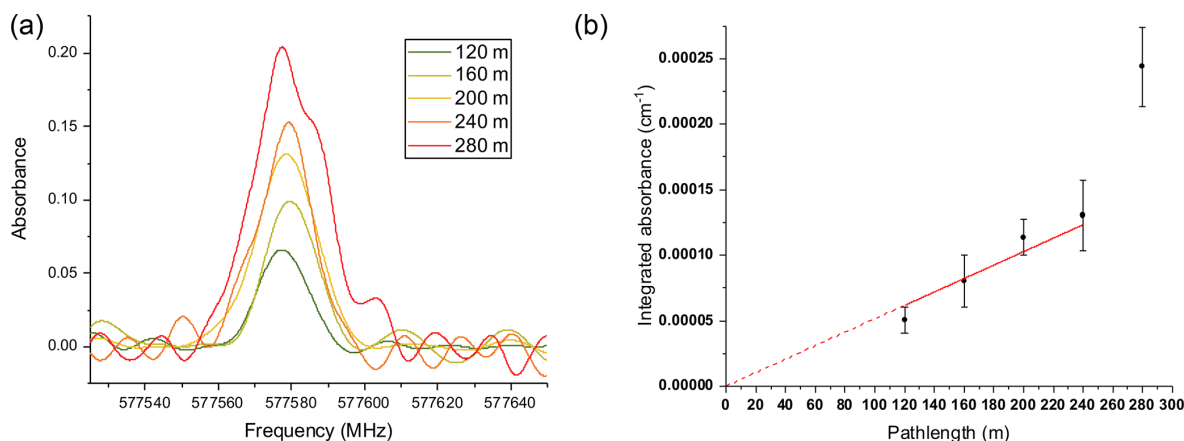 (a)
Absorbance
0.20
0.15
0.10
0.05
0.00
120 m
160 m
200 m
240 m
280 m
577540 577560 577580 577600 577620 577640
Frequency (MHz)
(b)
Integrated absorbance (cm⁻¹)
0.00025
0.00020
0.00015
0.00010
0.00005
0.00000
0 20 40 60 80 100 120 140 160 180 200 220 240 260 280 300
Pathlength (m)